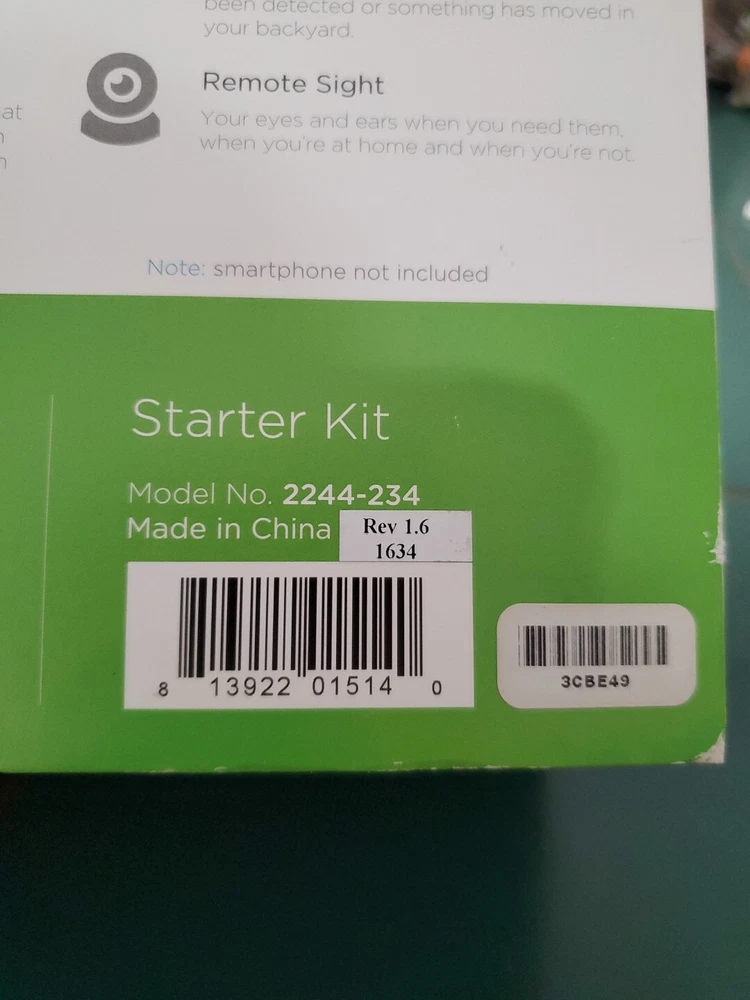 been detected or something has moved in
your backyard.
Remote Sight
at
Your eyes and ears when you need them,
when you're at home and when you're not.
Note: smartphone not included
Starter Kit
Model No. 2244-234
Made in China
Rev 1.6
1634
8 13922 01514 0
3CBE49